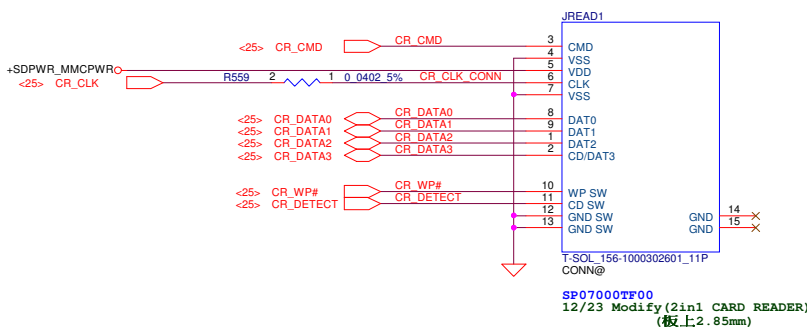 JREAD1
<25> CR_CMD CR_CMD 3 CMD
4 VSS
+SDPWR_MMCPWR 5 VDD
<25> CR_CLK R559 2 1 0_0402_5% CR_CLK_CONN 6 CLK
7 VSS
<25> CR_DATA0 CR_DATA0 8 DAT0
<25> CR_DATA1 CR_DATA1 9 DAT1
<25> CR_DATA2 CR_DATA2 1 DAT2
<25> CR_DATA3 CR_DATA3 2 CD/DAT3
<25> CR_WP# CR_WP# 10 WP SW
<25> CR_DETECT CR_DETECT 11 CD SW
12 GND SW GND 14
13 GND SW GND 15
T-SOL_156-1000302601_11P
CONN@
SP07000TF00
12/23 Modify(2in1 CARD READER)
(板上2.85mm)